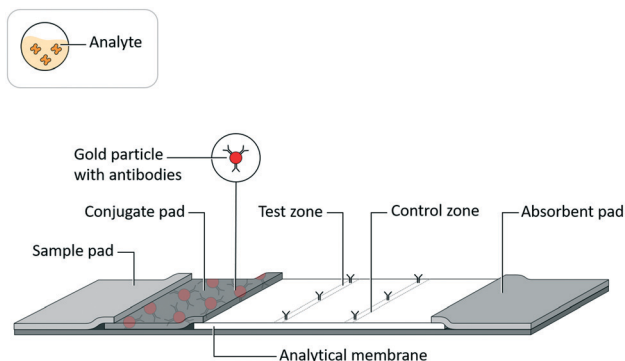 Analyte
Gold particle
with antibodies
Conjugate pad
Test zone
Control zone
Absorbent pad
Sample pad
Analytical membrane